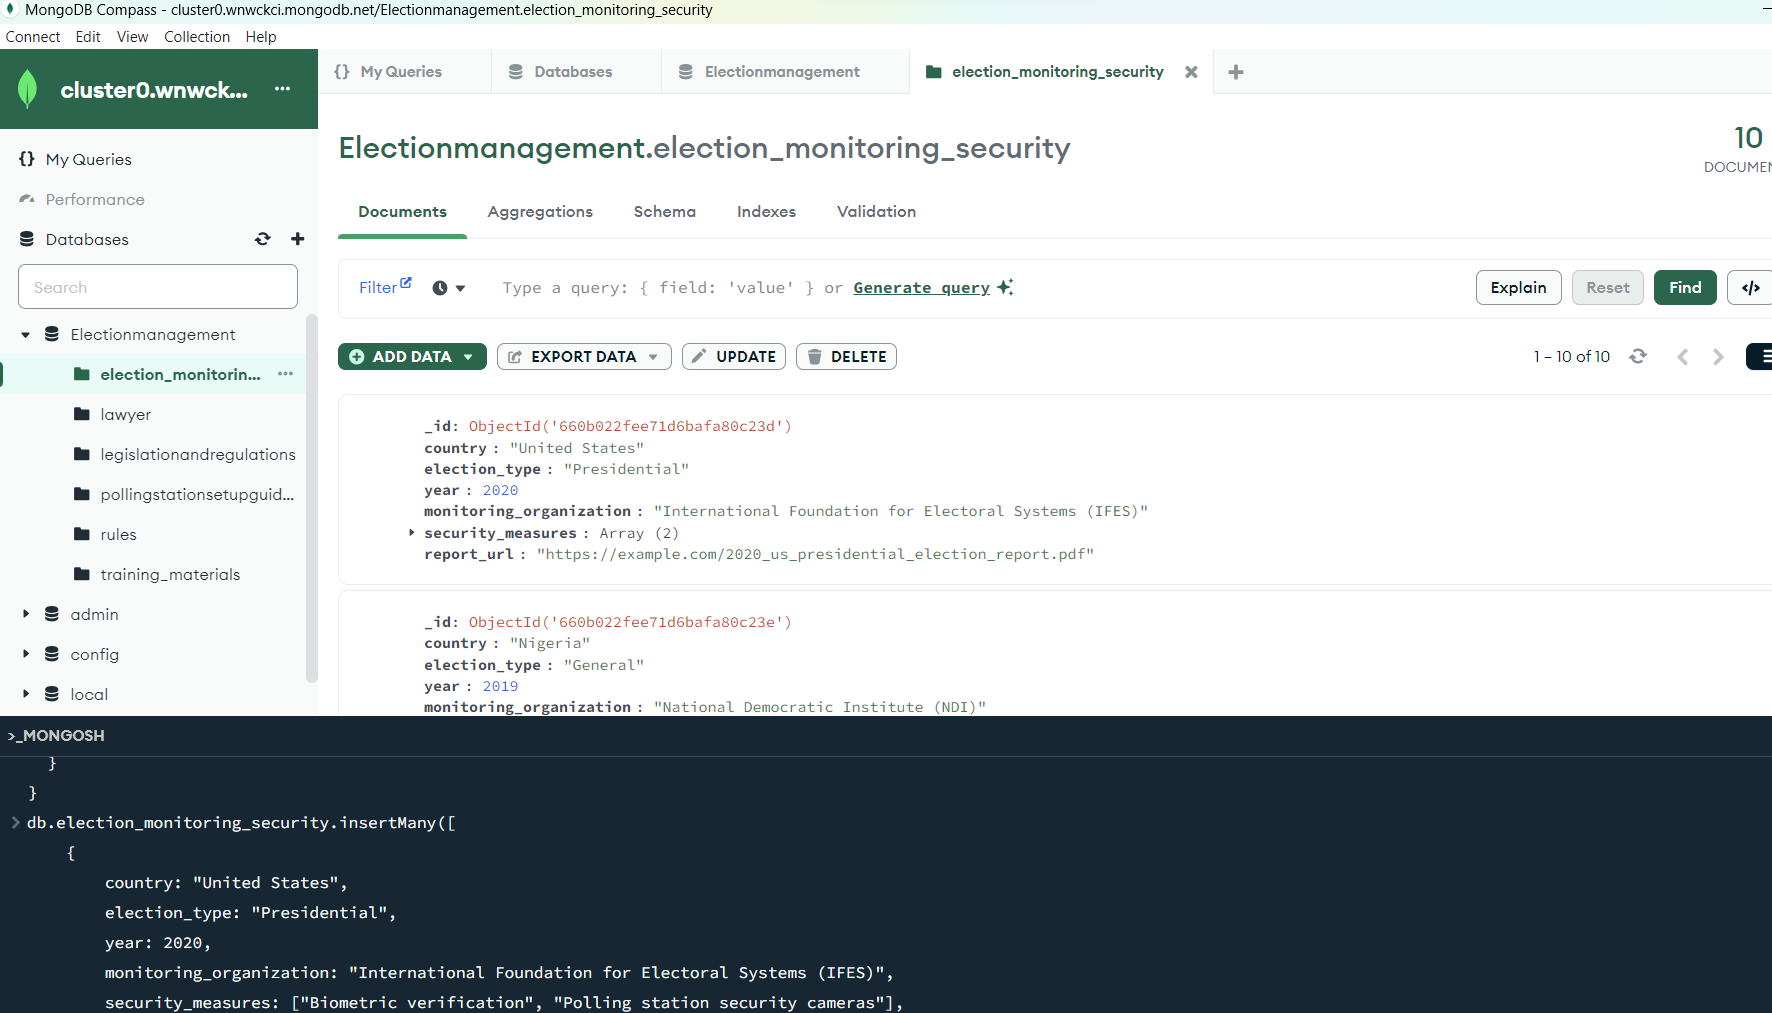 MongoDB Compass - cluster0.wnwckci.mongodb.net/Electionmanagement.election_monitoring_security
Connect Edit View Collection Help
cluster0.wnwck... ...
{} My Queries
Databases
Electionmanagement
election_monitoring_security
{} My Queries
Performance
Databases
Search
Electionmanagement
election_monitorin... ...
lawyer
legislationandregulations
pollingstationsetupguid...
rules
training_materials
admin
config
local
Electionmanagement.election_monitoring_security
10
DOCUMEN
Documents Aggregations Schema Indexes Validation
Filter Type a query: { field: 'value' } or Generate query Explain Reset Find </>
ADD DATA EXPORT DATA UPDATE DELETE 1 – 10 of 10
_id: ObjectId('660b022fee71d6bafa80c23d')
country : "United States"
election_type : "Presidential"
year : 2020
monitoring_organization : "International Foundation for Electoral Systems (IFES)"
security_measures : Array (2)
report_url : "https://example.com/2020_us_presidential_election_report.pdf"
_id: ObjectId('660b022fee71d6bafa80c23e')
country : "Nigeria"
election_type : "General"
year : 2019
monitoring_organization : "National Democratic Institute (NDI)"
>_MONGOSH
}
}
> db.election_monitoring_security.insertMany([
{
country: "United States",
election_type: "Presidential",
year: 2020,
monitoring_organization: "International Foundation for Electoral Systems (IFES)",
security_measures: ["Biometric verification", "Polling station security cameras"],